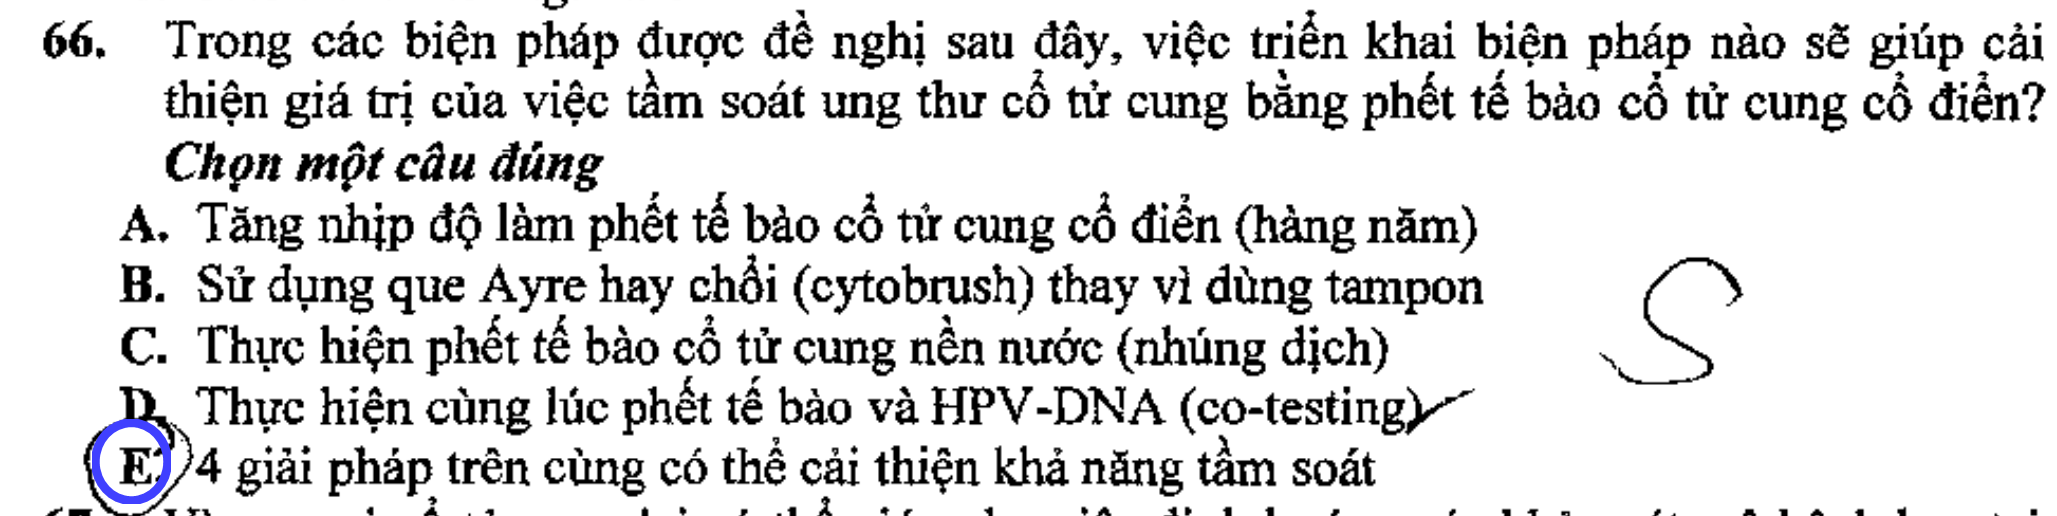 66. Trong các biện pháp được đề nghị sau đây, việc triển khai biện pháp nào sẽ giúp cải
thiện giá trị của việc tầm soát ung thư cổ tử cung bằng phết tế bào cổ tử cung cổ điển?
Chọn một câu đúng
A. Tăng nhịp độ làm phết tế bào cổ tử cung cổ điển (hàng năm)
B. Sử dụng que Ayre hay chổi (cytobrush) thay vì dùng tampon
C. Thực hiện phết tế bào cổ tử cung nền nước (nhúng dịch)
D. Thực hiện cùng lúc phết tế bào và HPV-DNA (co-testing)
E. 4 giải pháp trên cùng có thể cải thiện khả năng tầm soát
S